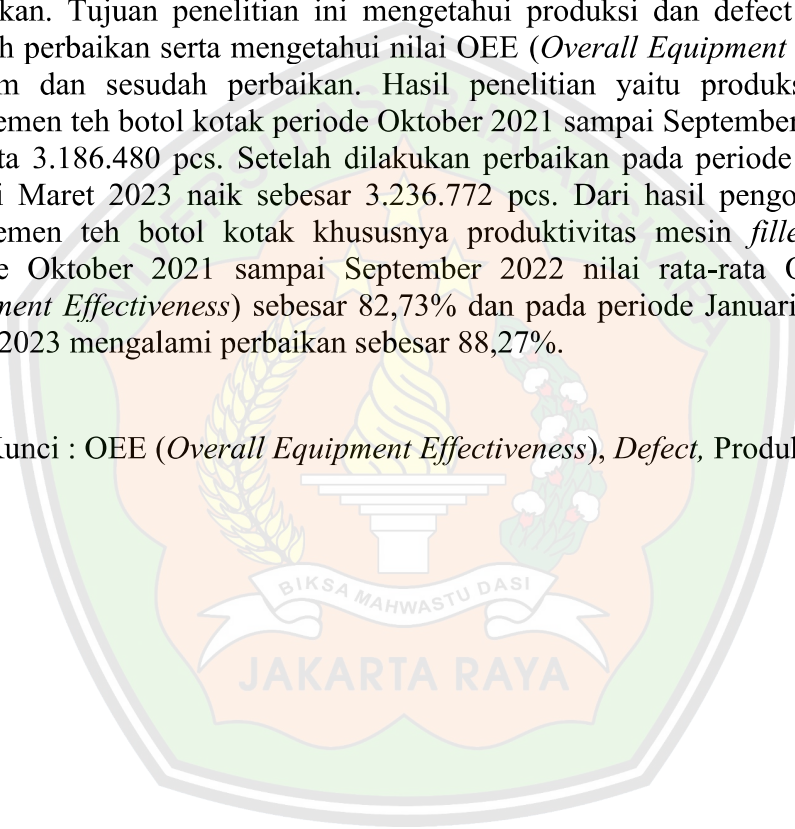 kan. Tujuan penelitian ini mengetahui produksi dan defect
h perbaikan serta mengetahui nilai OEE (Overall Equipment
m dan sesudah perbaikan. Hasil penelitian yaitu produks
emen teh botol kotak periode Oktober 2021 sampai September
ta 3.186.480 pcs. Setelah dilakukan perbaikan pada periode
i Maret 2023 naik sebesar 3.236.772 pcs. Dari hasil pengo
emen teh botol kotak khususnya produktivitas mesin fille
e Oktober 2021 sampai September 2022 nilai rata-rata O
ment Effectiveness) sebesar 82,73% dan pada periode Januari
2023 mengalami perbaikan sebesar 88,27%.
Kunci : OEE (Overall Equipment Effectiveness), Defect, Produk
UNIVERSITAS BHAYANGKARA
BIKSA MAHWASTU DASI
JAKARTA RAYA